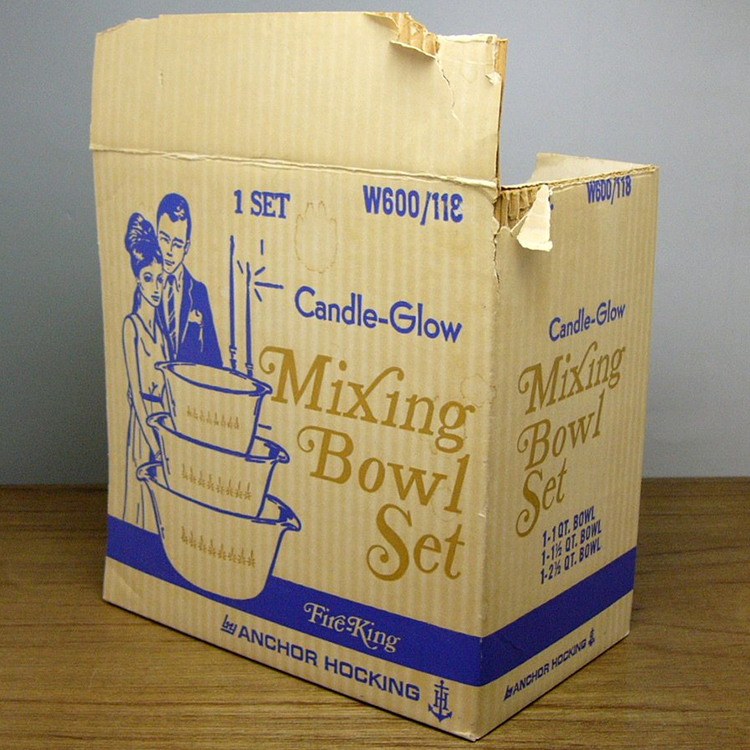 1 SET
W600/118
Candle-Glow
Mixing
Bowl
Set
Fire-King
by ANCHOR HOCKING
H
W600/118
Candle-Glow
Mixing
Bowl
Set
1-1 QT. BOWL
1-1½ QT. BOWL
1-2½ QT. BOWL
by ANCHOR HOCKING